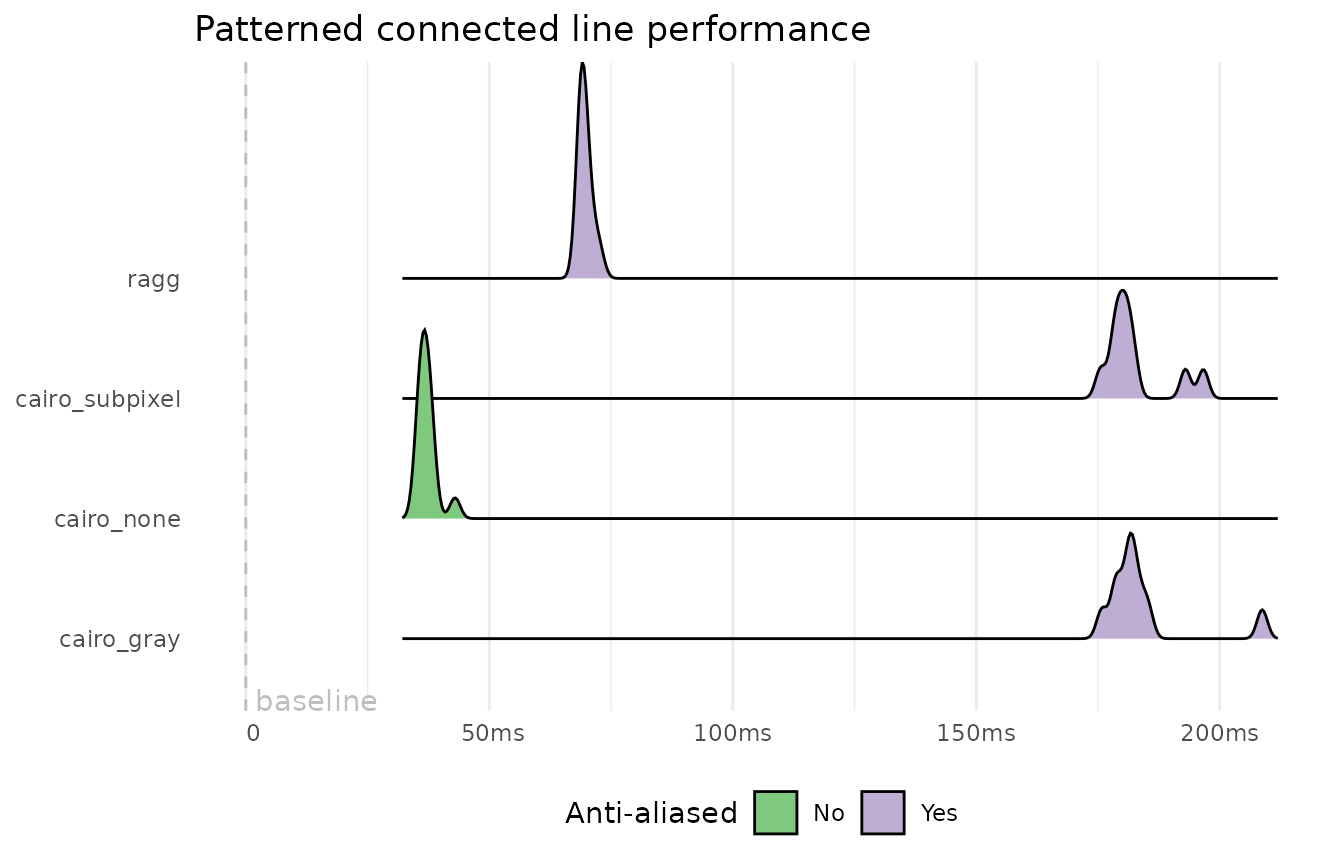 Patterned connected line performance
ragg
cairo_subpixel
cairo_none
cairo_gray
baseline
0 50ms 100ms 150ms 200ms
Anti-aliased No Yes